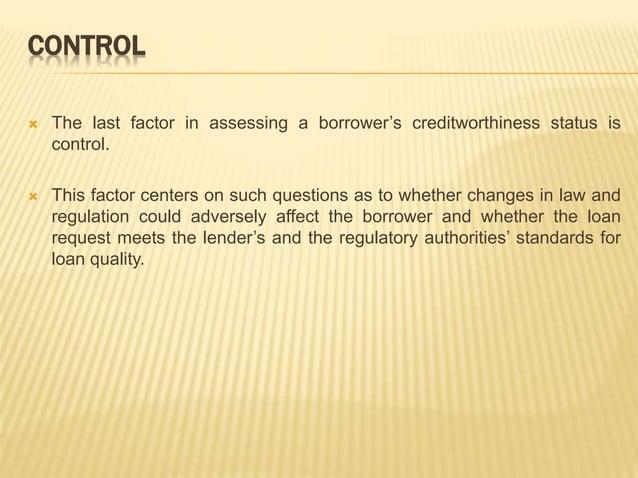 CONTROL
The last factor in assessing a borrower’s creditworthiness status is
control.
This factor centers on such questions as to whether changes in law and
regulation could adversely affect the borrower and whether the loan
request meets the lender’s and the regulatory authorities’ standards for
loan quality.